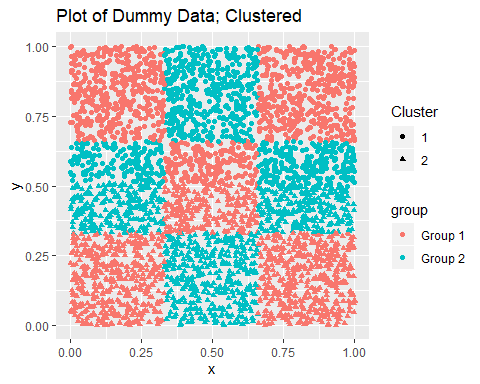 Plot of Dummy Data; Clustered
1.00
0.75
0.50
0.25
0.00
y
0.00 0.25 0.50 0.75 1.00
x
Cluster
1
2
group
Group 1
Group 2